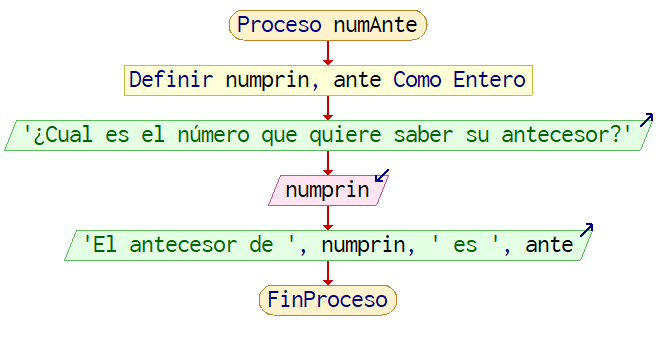 Proceso numAnte
Definir numprin, ante Como Entero
'¿Cual es el número que quiere saber su antecesor?'
numprin
'El antecesor de ', numprin, ' es ', ante
FinProceso